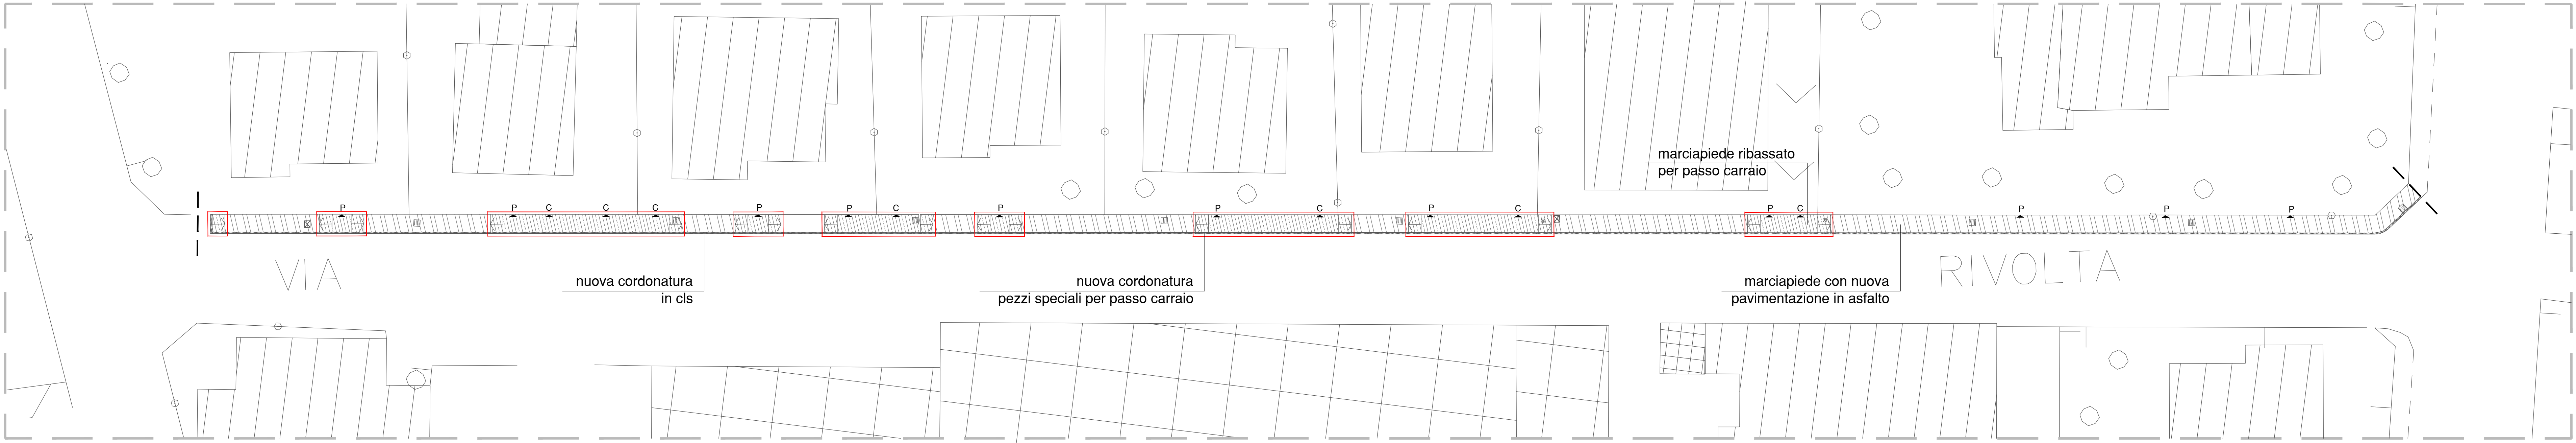 marciapiede ribassato
per passo carraio
P P C C C P P C P P C P C P C P P P
VIA
RIVOLTA
nuova cordonatura
in cls
nuova cordonatura
pezzi speciali per passo carraio
marciapiede con nuova
pavimentazione in asfalto